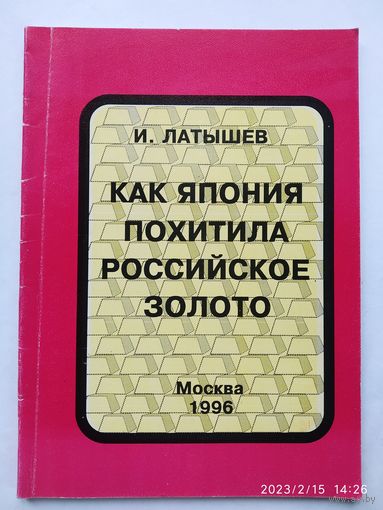 И. ЛАТЫШЕВ
КАК ЯПОНИЯ
ПОХИТИЛА
РОССИЙСКОЕ
ЗОЛОТО
Москва
1996
2023/2/15 14:26